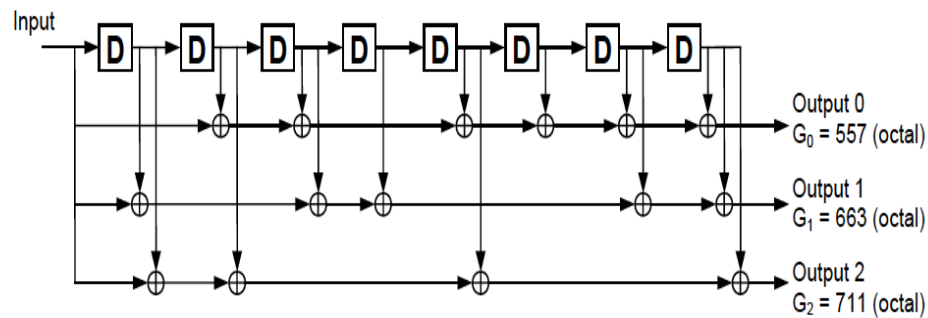 Input
D D D D D D D D
Output 0
G₀ = 557 (octal)
Output 1
G₁ = 663 (octal)
Output 2
G₂ = 711 (octal)